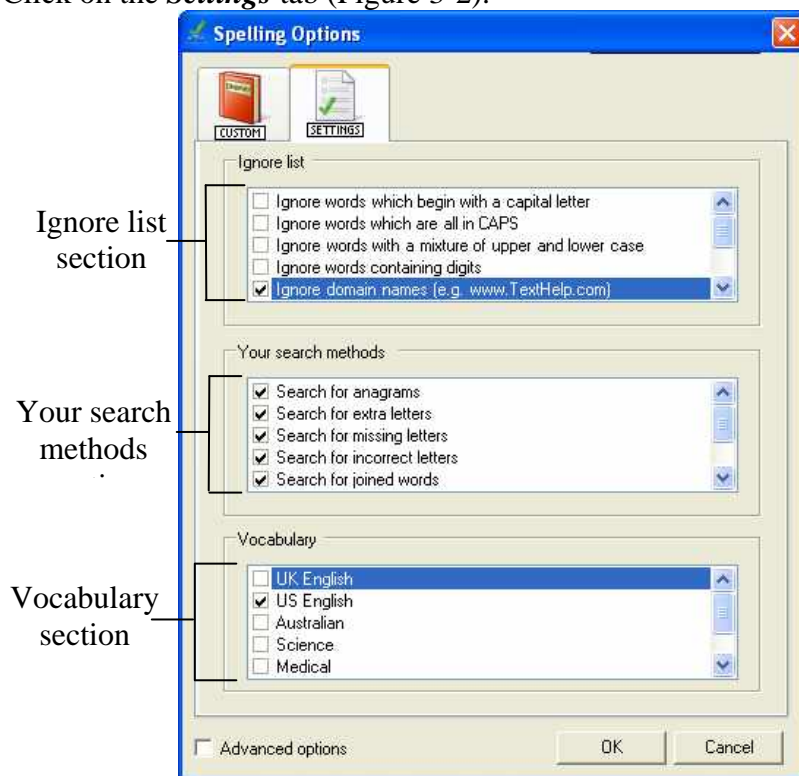 Click on the Settings tab (Figure 3-2).
Spelling Options
CUSTOM
SETTINGS
Ignore list
Ignore words which begin with a capital letter
Ignore words which are all in CAPS
Ignore words with a mixture of upper and lower case
Ignore words containing digits
Ignore domain names (e.g. www.TextHelp.com)
Ignore list
section
Your search methods
Search for anagrams
Search for extra letters
Search for missing letters
Search for incorrect letters
Search for joined words
Your search
methods
Vocabulary
UK English
US English
Australian
Science
Medical
Vocabulary
section
Advanced options
OK
Cancel